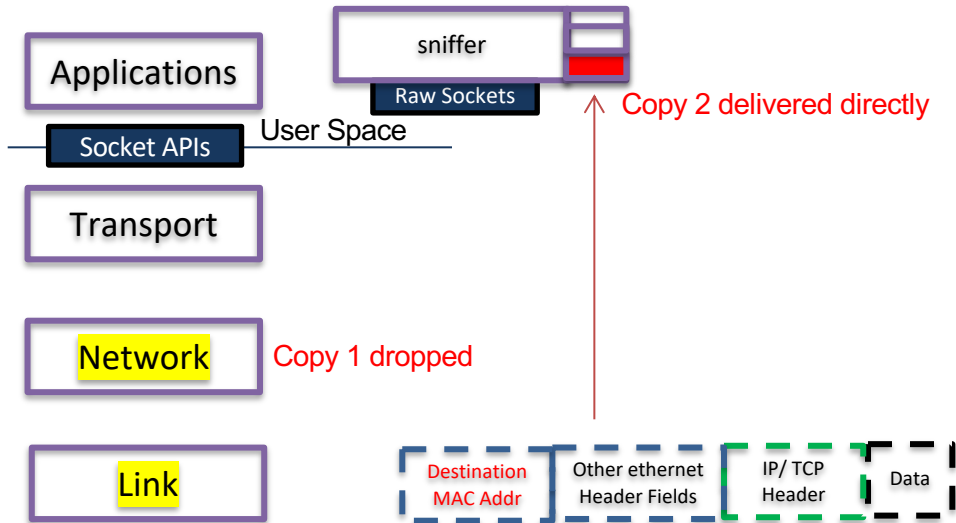 Applications
sniffer
Raw Sockets
Copy 2 delivered directly
User Space
Socket APIs
Transport
Network
Copy 1 dropped
Link
Destination
MAC Addr
Other ethernet
Header Fields
IP/ TCP
Header
Data